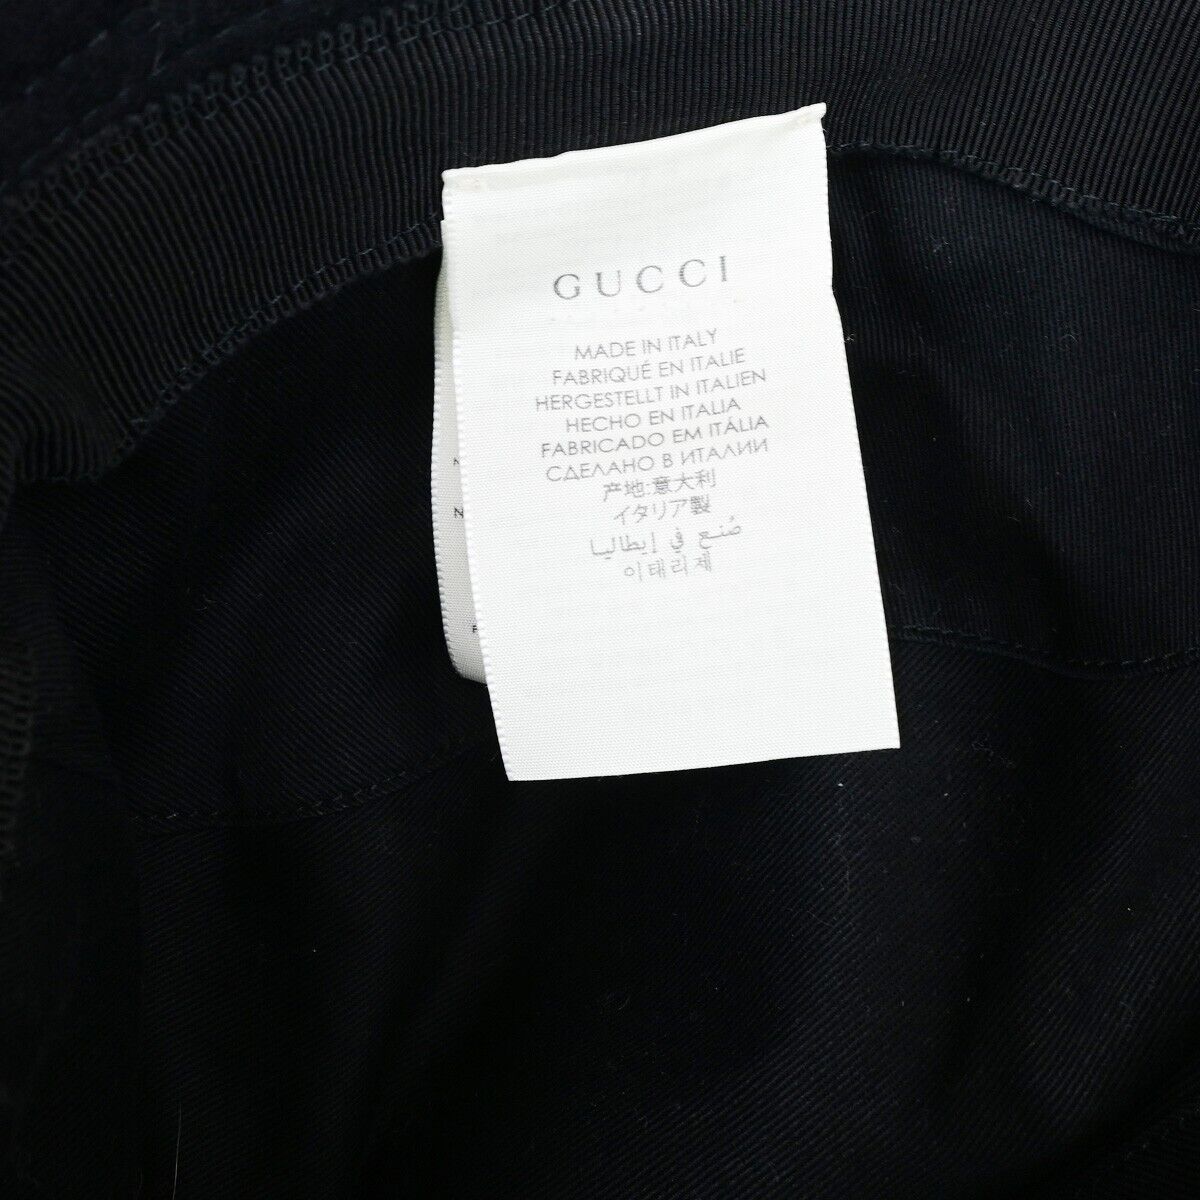 GUCCI
MADE IN ITALY
FABRIQUÉ EN ITALIE
HERGESTELLT IN ITALIEN
HECHO EN ITALIA
FABRICADO EM ITÁLIA
СДЕЛАНО В ИТАЛИИ
产地:意大利
イタリア製
صُنع في إيطاليا
이태리제